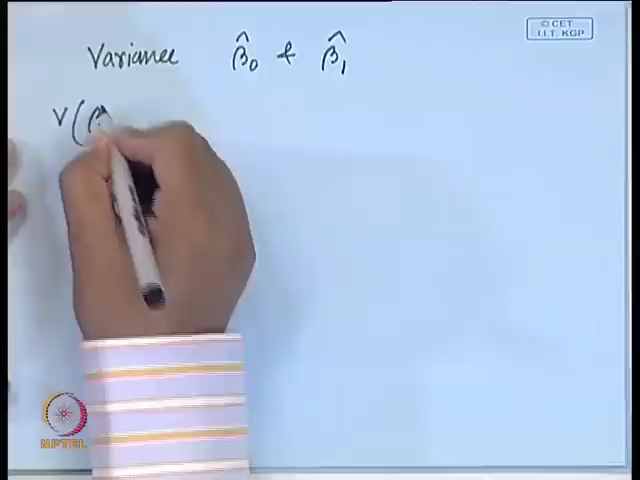 © CET
I.I.T. KGP
Variance β̂₀ & β̂₁
V(β
NPTEL